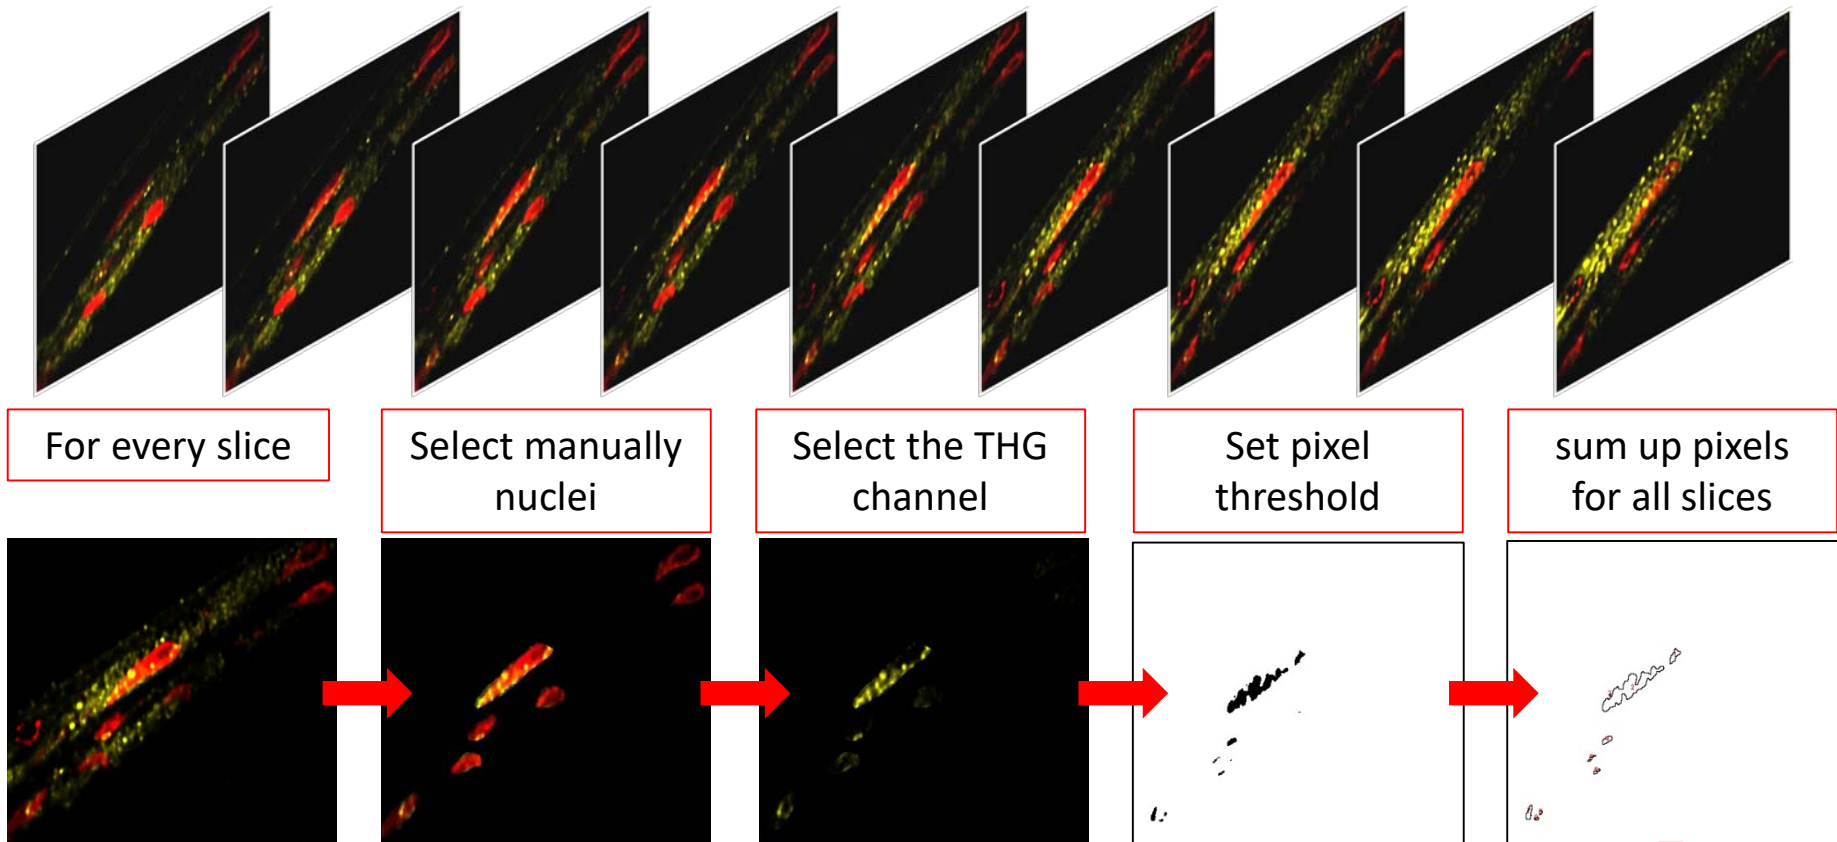 For every slice
Select manually
nuclei
Select the THG
channel
Set pixel
threshold
sum up pixels
for all slices